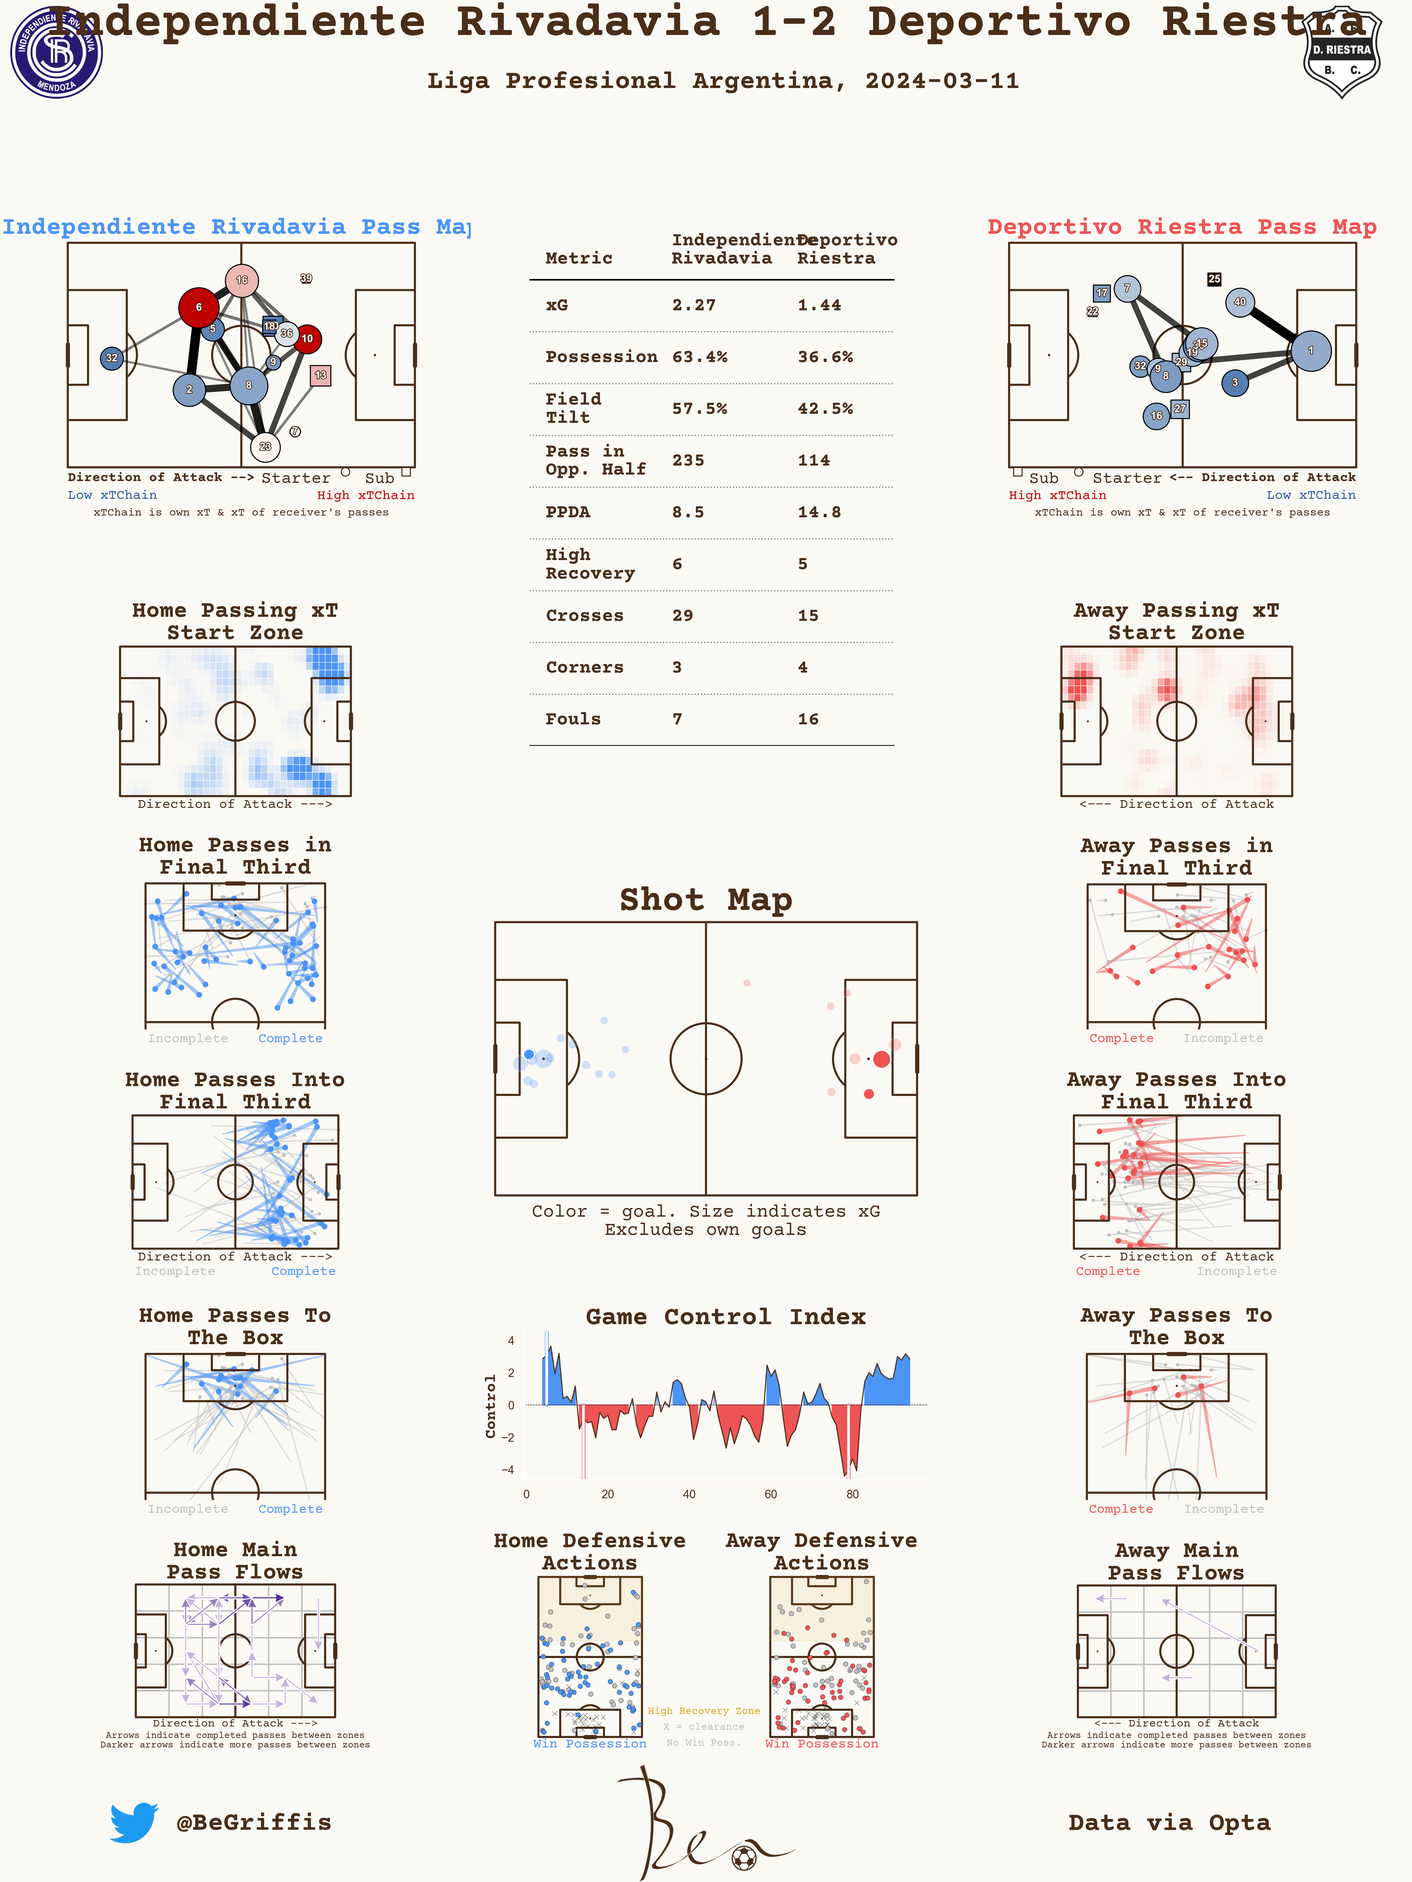 Independiente Rivadavia 1-2 Deportivo Riestra
INDEPENDIENTE RIVADAVIA
MENDOZA
D. RIESTRA
B. C.
Liga Profesional Argentina, 2024-03-11
Independiente Rivadavia Pass Map
16
39
6
5
18
36
10
32
9
13
2
8
23
7
Direction of Attack --> Starter Sub
Low xTChain High xTChain
xTChain is own xT & xT of receiver's passes
Metric Independiente Rivadavia Deportivo Riestra
xG 2.27 1.44
Possession 63.4% 36.6%
Field Tilt 57.5% 42.5%
Pass in Opp. Half 235 114
PPDA 8.5 14.8
High Recovery 6 5
Crosses 29 15
Corners 3 4
Fouls 7 16
Deportivo Riestra Pass Map
25
7
17
40
22
15
19
1
29
32
9
8
3
27
16
Sub Starter <-- Direction of Attack
High xTChain Low xTChain
xTChain is own xT & xT of receiver's passes
Home Passing xT
Start Zone
Direction of Attack --->
Away Passing xT
Start Zone
<--- Direction of Attack
Home Passes in
Final Third
Incomplete Complete
Away Passes in
Final Third
Complete Incomplete
Shot Map
Color = goal. Size indicates xG
Excludes own goals
Home Passes Into
Final Third
Direction of Attack --->
Incomplete Complete
Away Passes Into
Final Third
<--- Direction of Attack
Complete Incomplete
Home Passes To
The Box
Incomplete Complete
Game Control Index
Control
4
2
0
−2
−4
0 20 40 60 80
Away Passes To
The Box
Complete Incomplete
Home Main
Pass Flows
Direction of Attack --->
Arrows indicate completed passes between zones
Darker arrows indicate more passes between zones
Home Defensive
Actions
Win Possession
Away Defensive
Actions
Win Possession
High Recovery Zone
X = clearance
No Win Poss.
Away Main
Pass Flows
<--- Direction of Attack
Arrows indicate completed passes between zones
Darker arrows indicate more passes between zones
@BeGriffis
Ben
Data via Opta